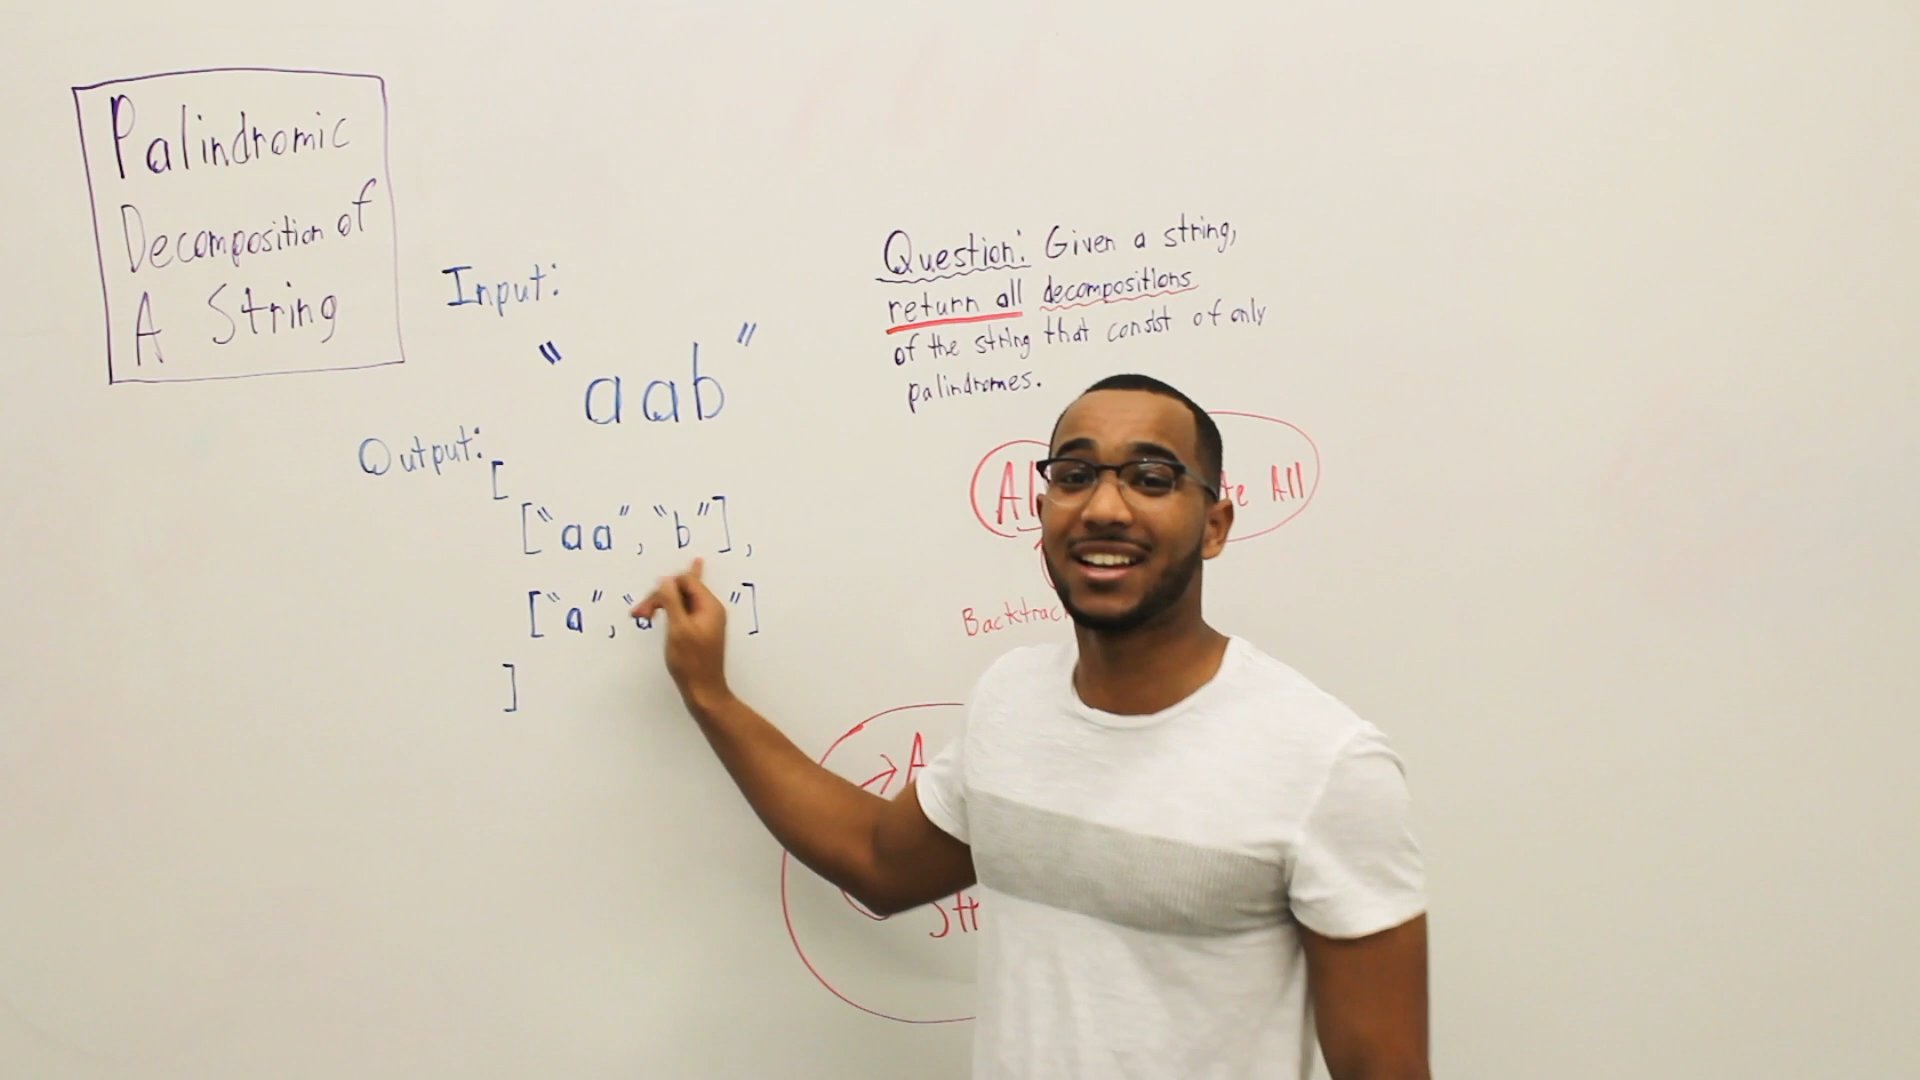 Palindromic
Decomposition of
A String
Input:
"aab"
Output:
[
["aa", "b"],
["a", "a "]
]
Question: Given a string,
return all decompositions
of the string that consist of only
palindromes.
All